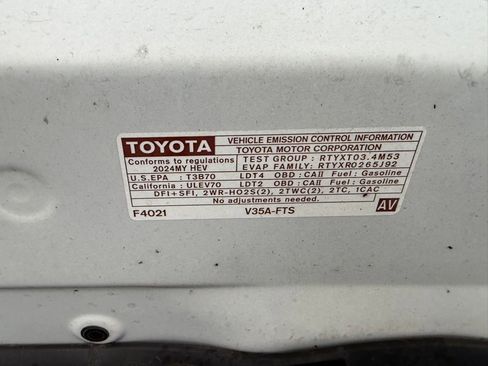 TOYOTA
VEHICLE EMISSION CONTROL INFORMATION
TOYOTA MOTOR CORPORATION
Conforms to regulations
2024MY HEV
TEST GROUP : RTYXT03.4M53
EVAP FAMILY: RTYXR0265J92
U.S.EPA : T3B70 LDT4 OBD : CAII Fuel : Gasoline
California : ULEV70 LDT2 OBD : CAII Fuel : Gasoline
DFI+SFI, 2WR-HO2S(2), 2TWC(2), 2TC, 1CAC
No adjustments needed.
F4021 V35A-FTS AV